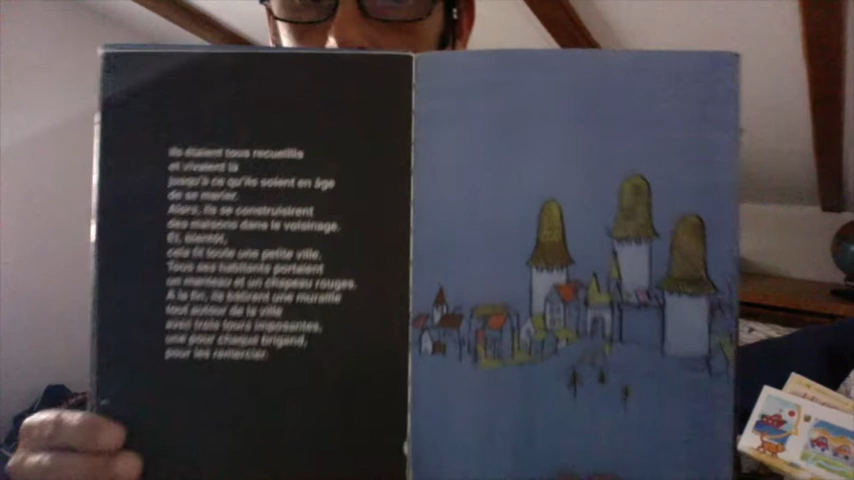 Ils étaient tous recueillis
et vivaient là
jusqu'à ce qu'ils soient en âge
de se marier.
Alors, ils se construisirent
des maisons dans le voisinage.
Et, bientôt,
cela fit toute une petite ville.
Tous ses habitants portaient
un manteau et un chapeau rouges.
A la fin, ils bâtirent une muraille
tout autour de la ville
avec trois tours imposantes,
une pour chaque brigand,
pour les remercier.